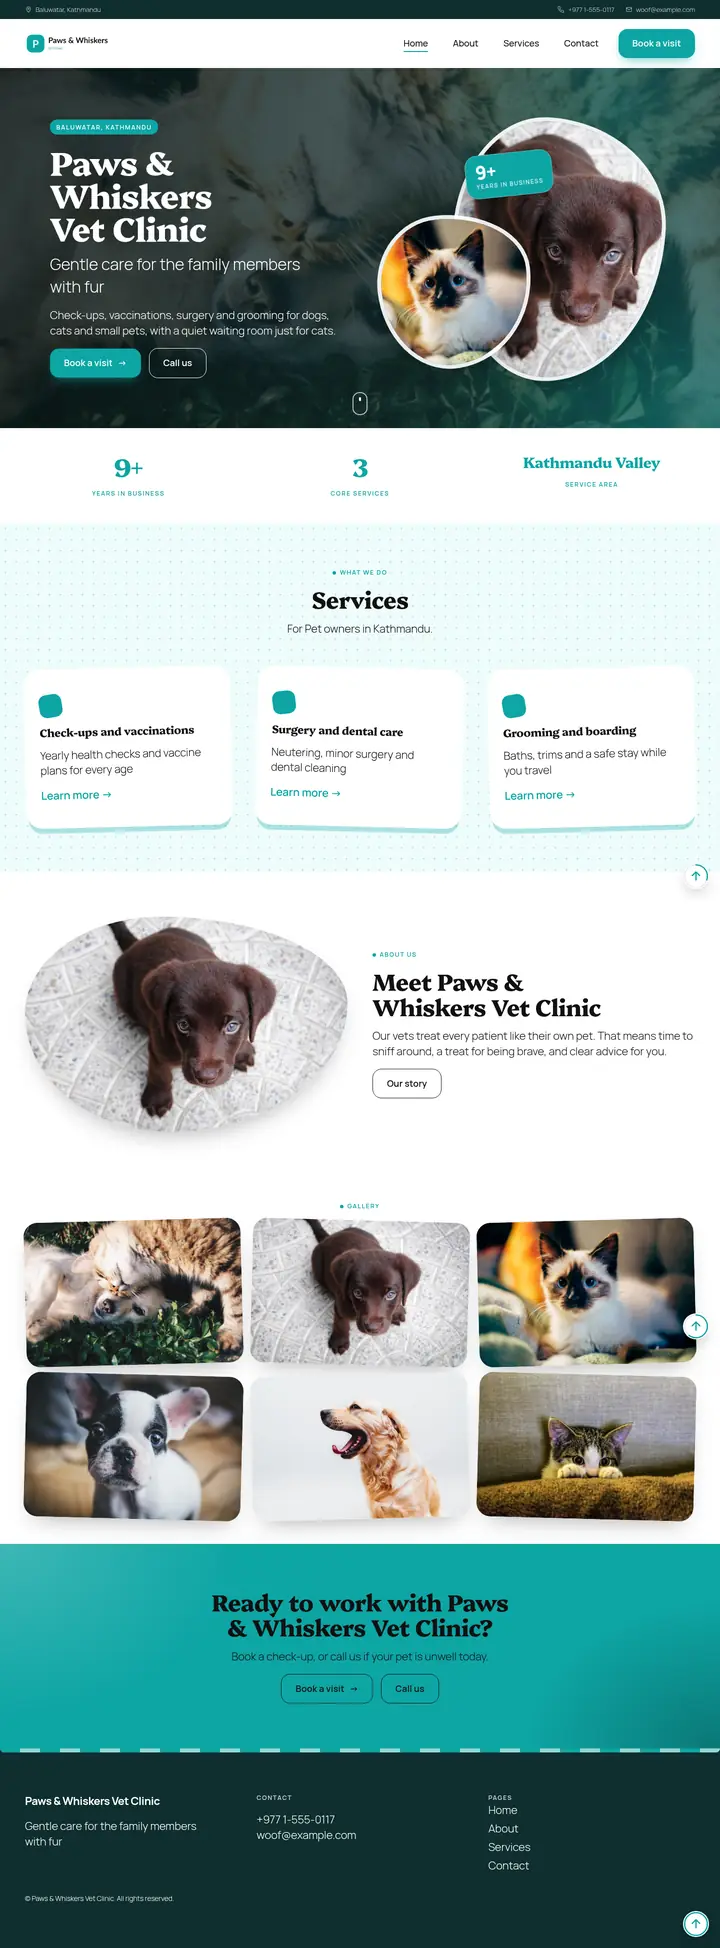 Baluwatar, Kathmandu
+977 1-555-0117
woof@example.com
P
Paws & Whiskers
Home
About
Services
Contact
Book a visit
BALUWATAR, KATHMANDU
Paws &
Whiskers
Vet Clinic
Gentle care for the family members
with fur
Check-ups, vaccinations, surgery and grooming for dogs,
cats and small pets, with a quiet waiting room just for cats.
Book a visit →
Call us
9+
YEARS IN BUSINESS
9+
YEARS IN BUSINESS
3
CORE SERVICES
Kathmandu Valley
SERVICE AREA
WHAT WE DO
Services
For Pet owners in Kathmandu.
Check-ups and vaccinations
Yearly health checks and vaccine
plans for every age
Learn more →
Surgery and dental care
Neutering, minor surgery and
dental cleaning
Learn more →
Grooming and boarding
Baths, trims and a safe stay while
you travel
Learn more →
ABOUT US
Meet Paws &
Whiskers Vet Clinic
Our vets treat every patient like their own pet. That means time to
sniff around, a treat for being brave, and clear advice for you.
Our story
GALLERY
Ready to work with Paws
& Whiskers Vet Clinic?
Book a check-up, or call us if your pet is unwell today.
Book a visit →
Call us
Paws & Whiskers Vet Clinic
Gentle care for the family members
with fur
CONTACT
+977 1-555-0117
woof@example.com
PAGES
Home
About
Services
Contact
© Paws & Whiskers Vet Clinic. All rights reserved.